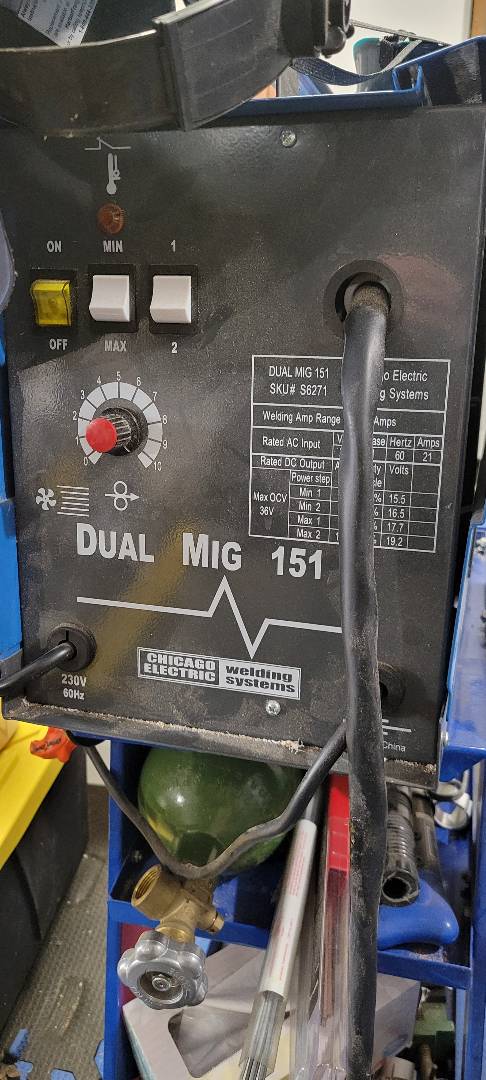 ON MIN 1
OFF MAX 2
0 1 2 3 4 5 6 7 8 9 10
DUAL MIG 151 Electric
SKU# S6271 Systems
Welding Amp Range Amps
Rated AC Input Hertz Amps
60 21
Rated DC Output Volts
Power step
Max OCV
36V
Min 1 % 15.5
Min 2 % 16.5
Max 1 % 17.7
Max 2 % 19.2
DUAL MIG 151
CHICAGO ELECTRIC welding systems
230V
60Hz
China